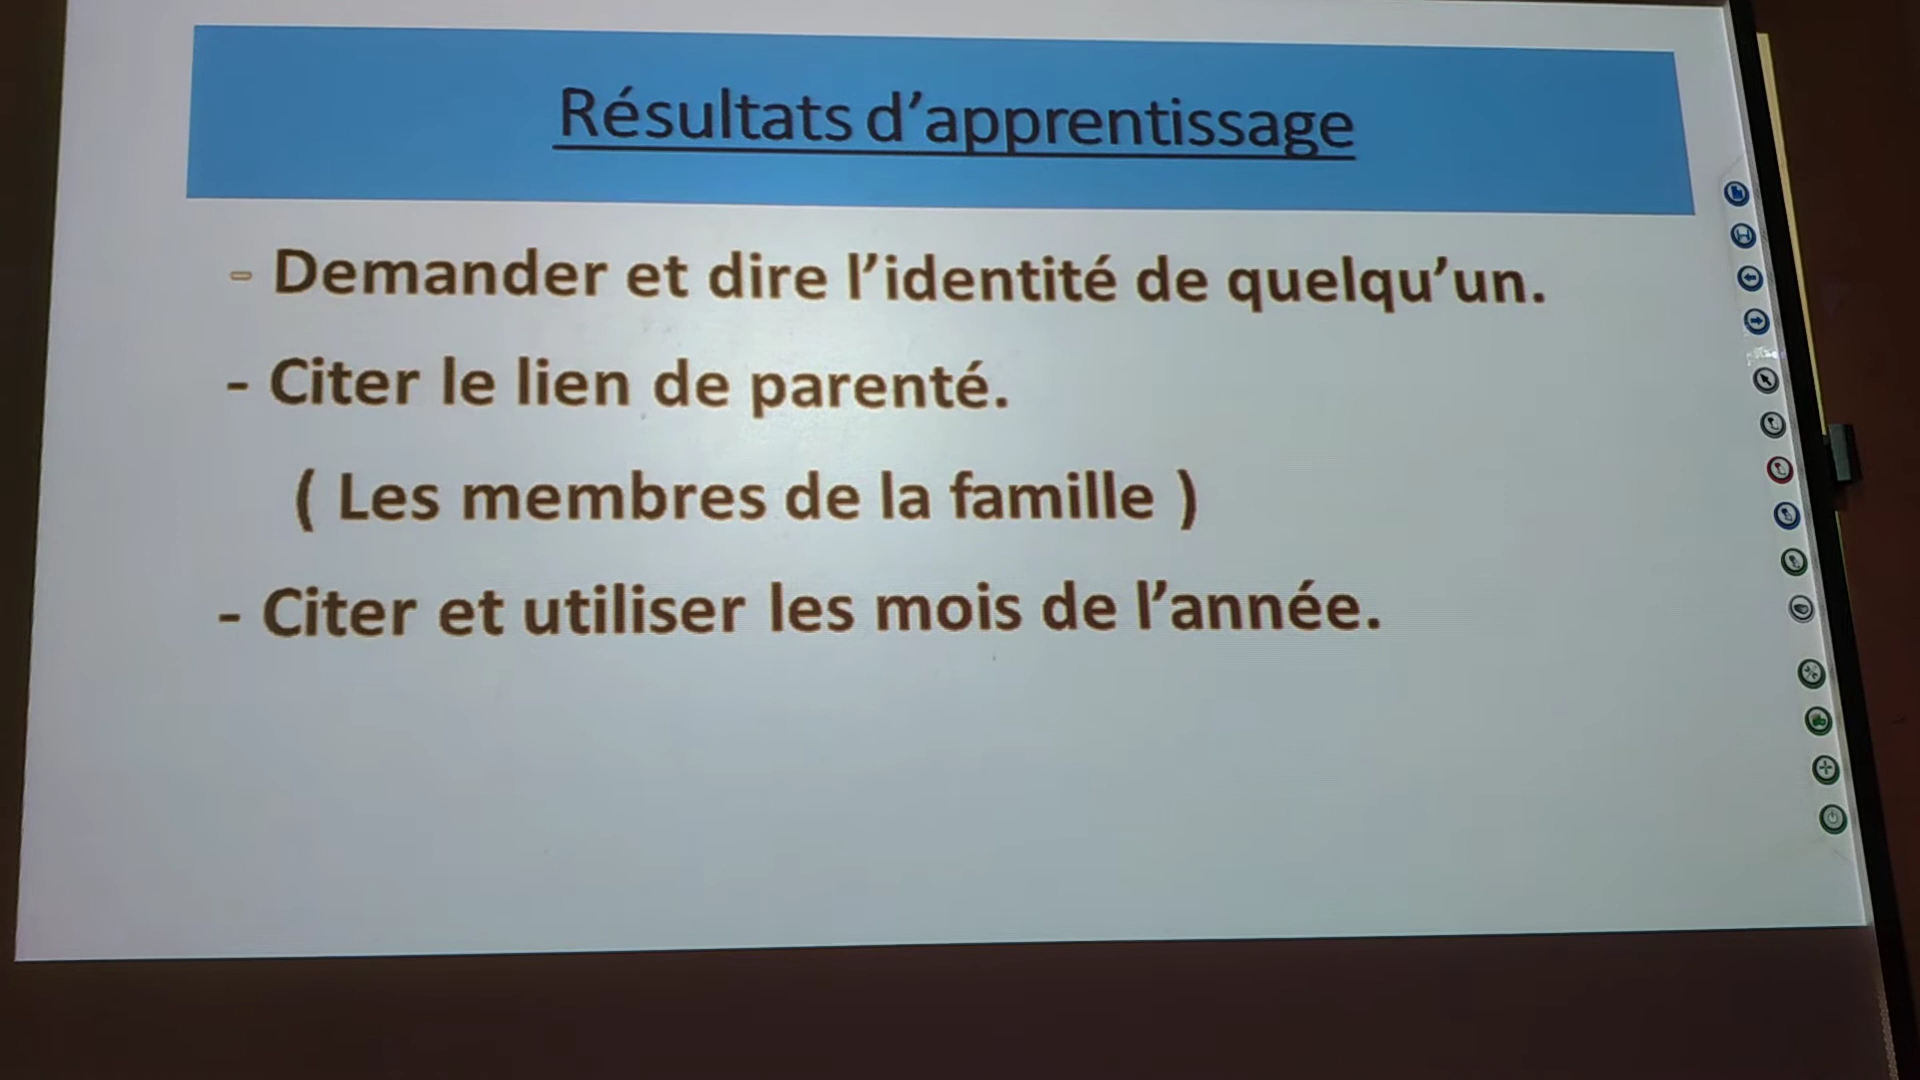 Résultats d’apprentissage
- Demander et dire l’identité de quelqu’un.
- Citer le lien de parenté.
( Les membres de la famille )
- Citer et utiliser les mois de l’année.